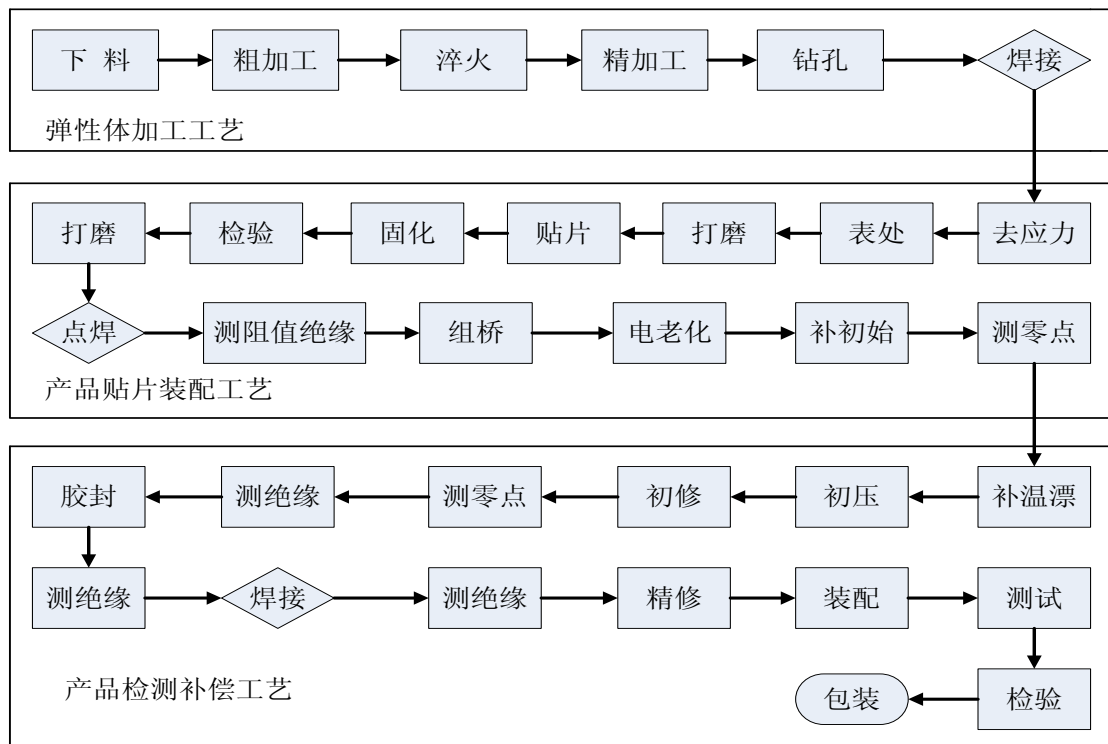 下 料
粗加工
淬火
精加工
钻孔
焊接
弹性体加工工艺
打磨
检验
固化
贴片
打磨
表处
去应力
点焊
测阻值绝缘
组桥
电老化
补初始
测零点
产品贴片装配工艺
胶封
测绝缘
测零点
初修
初压
补温漂
测绝缘
焊接
测绝缘
精修
装配
测试
产品检测补偿工艺
包装
检验